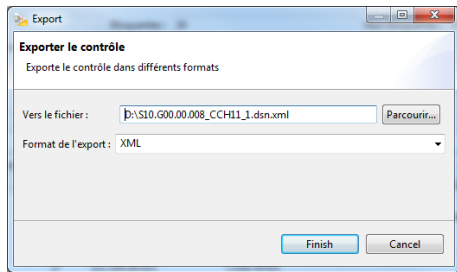 Export
Exporter le contrôle
Exporte le contrôle dans différents formats
Vers le fichier : D:\S10.G00.00.008_CCH11_1.dsn.xml Parcourir...
Format de l'export : XML
Finish Cancel